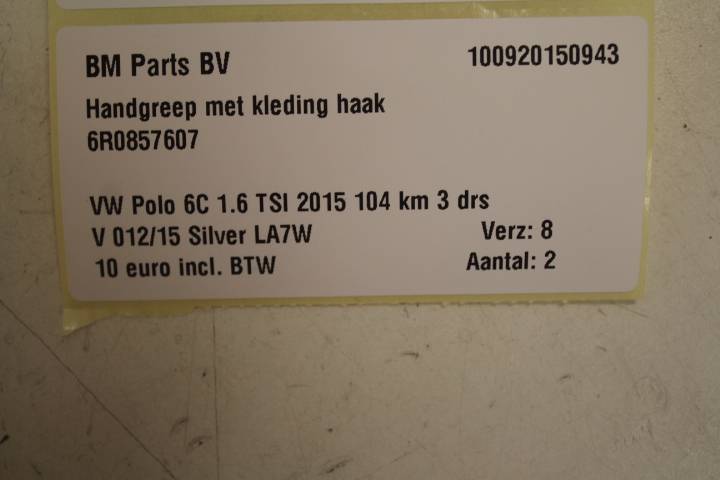 BM Parts BV 100920150943
Handgreep met kleding haak
6R0857607
VW Polo 6C 1.6 TSI 2015 104 km 3 drs
V 012/15 Silver LA7W Verz: 8
10 euro incl. BTW Aantal: 2